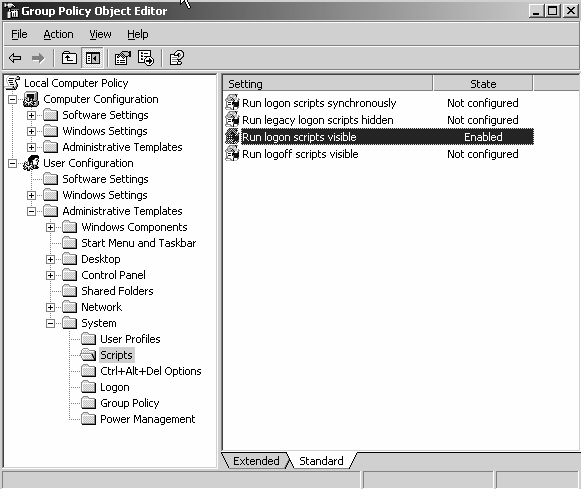 Group Policy Object Editor
File Action View Help
Local Computer Policy
Computer Configuration
Software Settings
Windows Settings
Administrative Templates
User Configuration
Software Settings
Windows Settings
Administrative Templates
Windows Components
Start Menu and Taskbar
Desktop
Control Panel
Shared Folders
Network
System
User Profiles
Scripts
Ctrl+Alt+Del Options
Logon
Group Policy
Power Management
Setting State
Run logon scripts synchronously Not configured
Run legacy logon scripts hidden Not configured
Run logon scripts visible Enabled
Run logoff scripts visible Not configured
Extended Standard